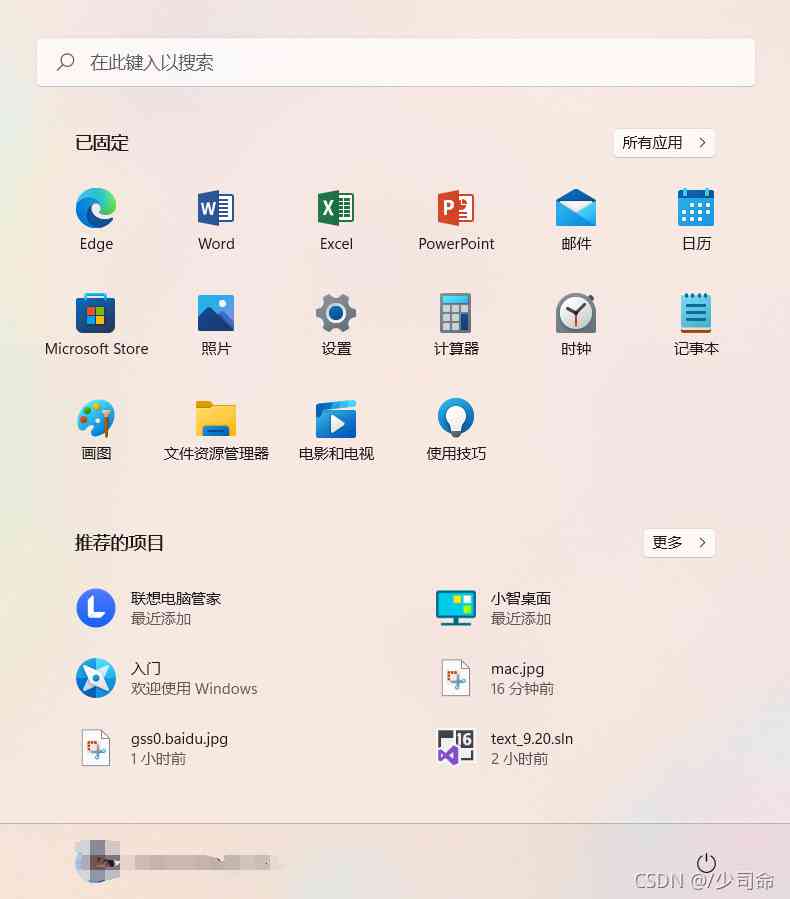 在此键入以搜索
已固定
所有应用
Edge
Word
Excel
PowerPoint
邮件
日历
Microsoft Store
照片
设置
计算器
时钟
记事本
画图
文件资源管理器
电影和电视
使用技巧
推荐的项目
更多
联想电脑管家
最近添加
小智桌面
最近添加
入门
欢迎使用 Windows
mac.jpg
16 分钟前
gss0.baidu.jpg
1 小时前
16
text_9.20.sln
2 小时前
CSDN @/少司命